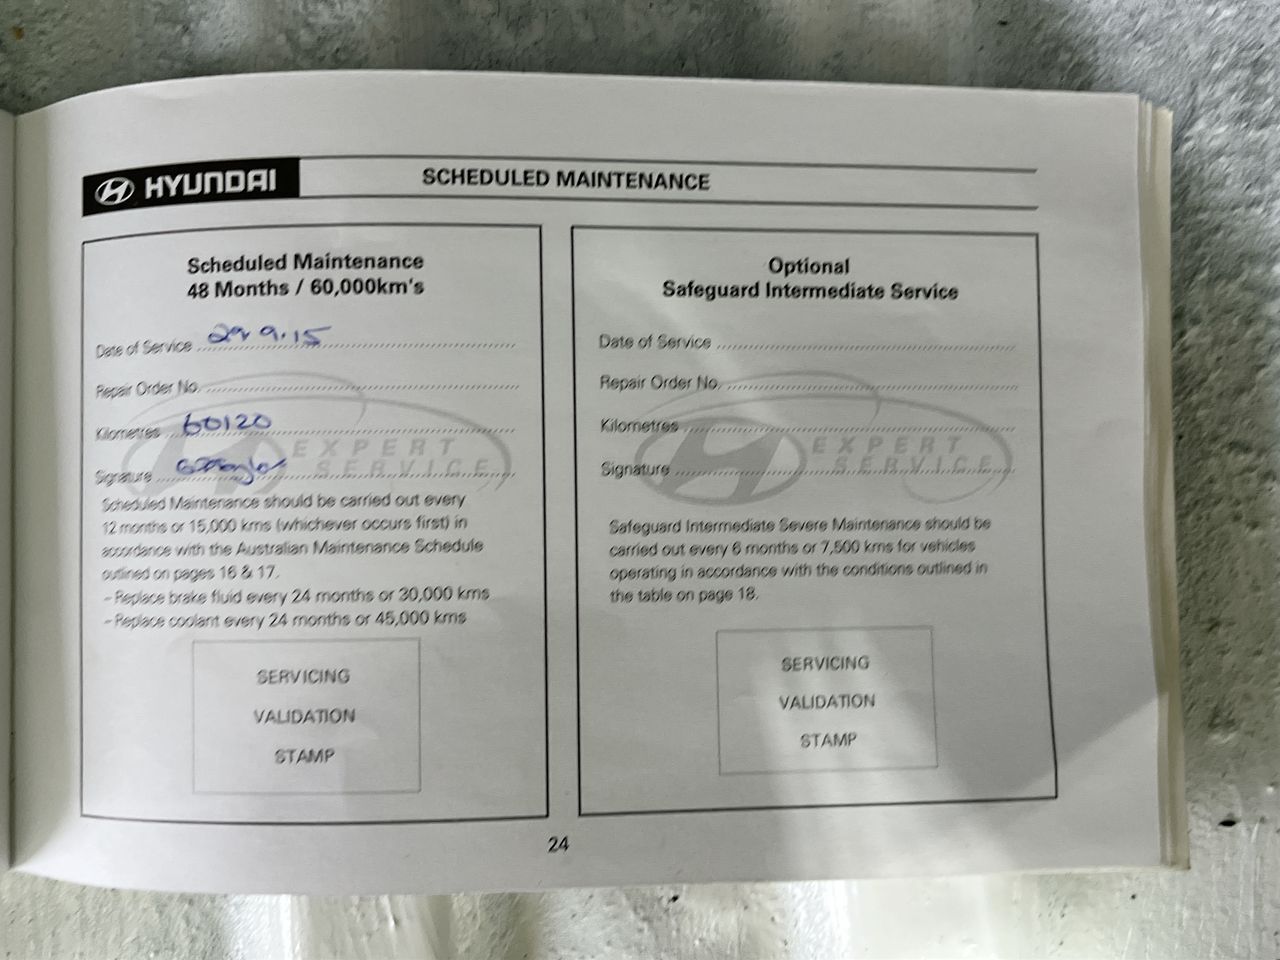 HYUNDAI
SCHEDULED MAINTENANCE
Scheduled Maintenance
48 Months / 60,000km's
Date of Service 29.9.15
Repair Order No.
Kilometres 60120
Signature
EXPERT
SERVICE
Scheduled Maintenance should be carried out every
12 months or 15,000 kms (whichever occurs first) in
accordance with the Australian Maintenance Schedule
outlined on pages 16 & 17.
– Replace brake fluid every 24 months or 30,000 kms
– Replace coolant every 24 months or 45,000 kms
SERVICING
VALIDATION
STAMP
Optional
Safeguard Intermediate Service
Date of Service
Repair Order No.
Kilometres
Signature
EXPERT
SERVICE
Safeguard Intermediate Severe Maintenance should be
carried out every 6 months or 7,500 kms for vehicles
operating in accordance with the conditions outlined in
the table on page 18.
SERVICING
VALIDATION
STAMP
24